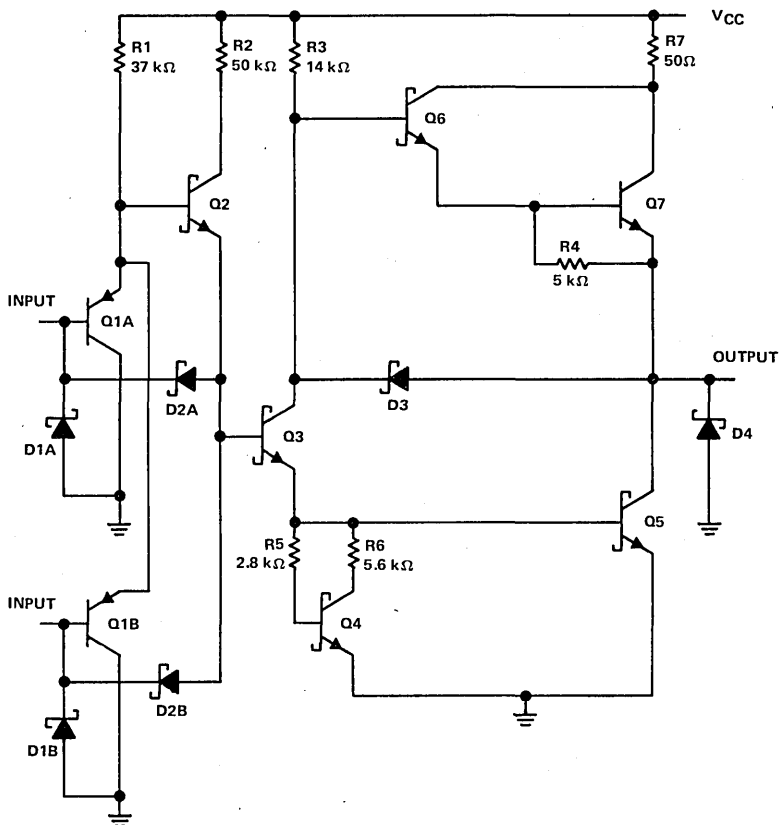 VCC
R1
37 kΩ
R2
50 kΩ
R3
14 kΩ
R7
50Ω
Q6
Q2
Q7
R4
5 kΩ
INPUT
Q1A
OUTPUT
D2A
D3
D1A
Q3
D4
R5
2.8 kΩ
R6
5.6 kΩ
Q5
INPUT
Q1B
Q4
D2B
D1B